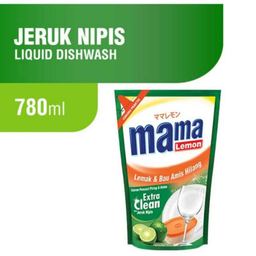 JERUK NIPIS
LIQUID DISHWASH
780ml
ママレモン
mama
Lemon
Lemak & Bau Amis Hilang
Extra
Clean
Jeruk Nipis